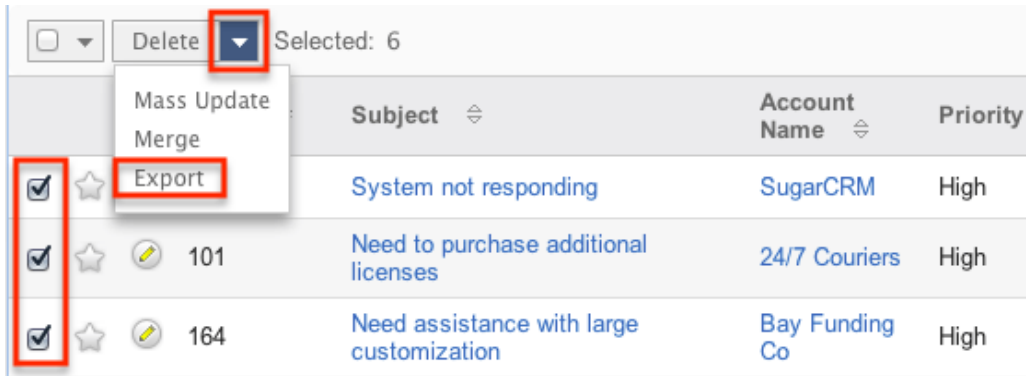 Delete Selected: 6
Mass Update
Merge
Export
Subject Account Name Priority
System not responding SugarCRM High
101 Need to purchase additional licenses 24/7 Couriers High
164 Need assistance with large customization Bay Funding Co High